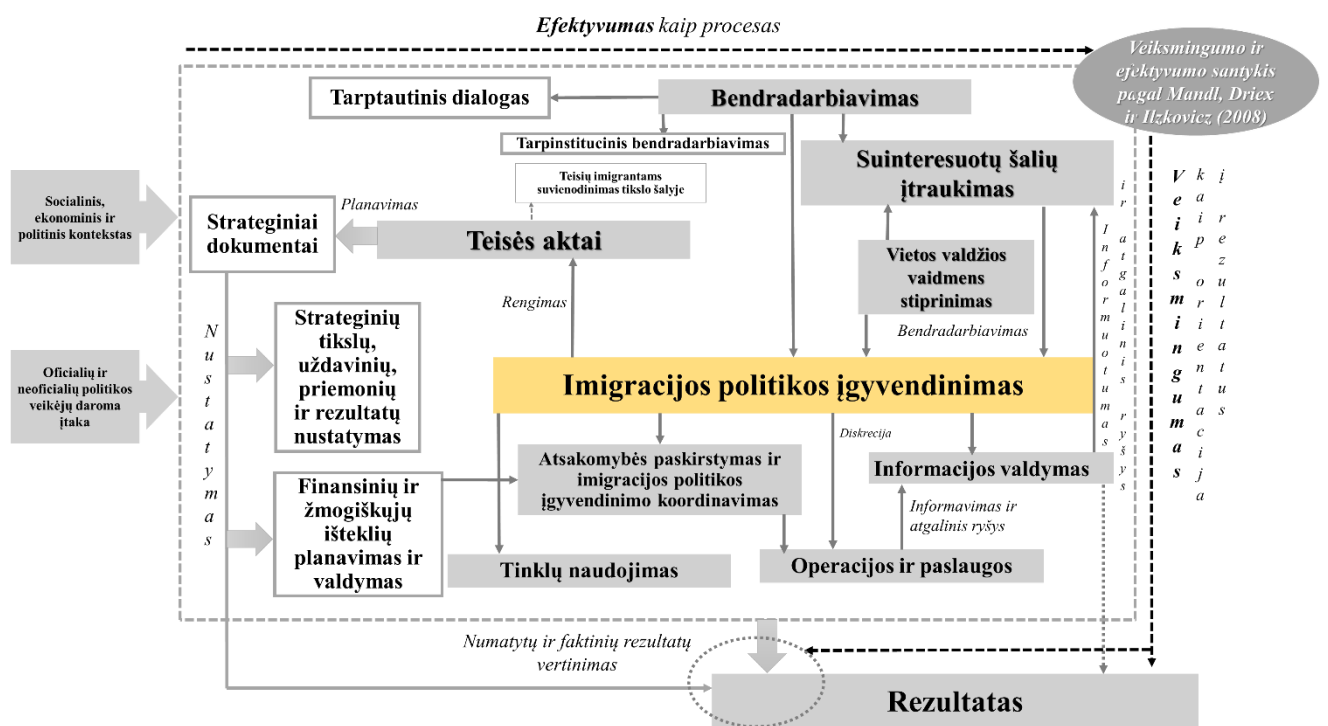 Efektyvumas kaip procesas
Veiksmingumo ir
efektyvumo santykis
pagal Mandl, Driex
ir Ilzkovicz (2008)
Tarptautinis dialogas
Bendradarbiavimas
Tarpinstitucinis bendradarbiavimas
Suinteresuotų šalių
įtraukimas
Teisių imigrantams
suvienodinimas tikslo šalyje
Socialinis,
ekonominis ir
politinis kontekstas
Planavimas
Strateginiai
dokumentai
Teisės aktai
Vietos valdžios
vaidmens
stiprinimas
Rengimas
Bendradarbiavimas
Informuotumas
ir atgalinis ryšys
Veiksmingumas
kaip orientacija
į rezultatus
Nustatymas
Strateginių
tikslų,
uždavinių,
priemonių
ir rezultatų
nustatymas
Oficialių ir
neoficialių politikos
veikėjų daroma
įtaka
Imigracijos politikos įgyvendinimas
Diskrecija
Atsakomybės paskirstymas ir
imigracijos politikos
įgyvendinimo koordinavimas
Informacijos valdymas
Finansinių ir
žmogiškųjų
išteklių
planavimas ir
valdymas
Informavimas ir
atgalinis ryšys
Tinklų naudojimas
Operacijos ir paslaugos
Numatytų ir faktinių rezultatų
vertinimas
Rezultatas